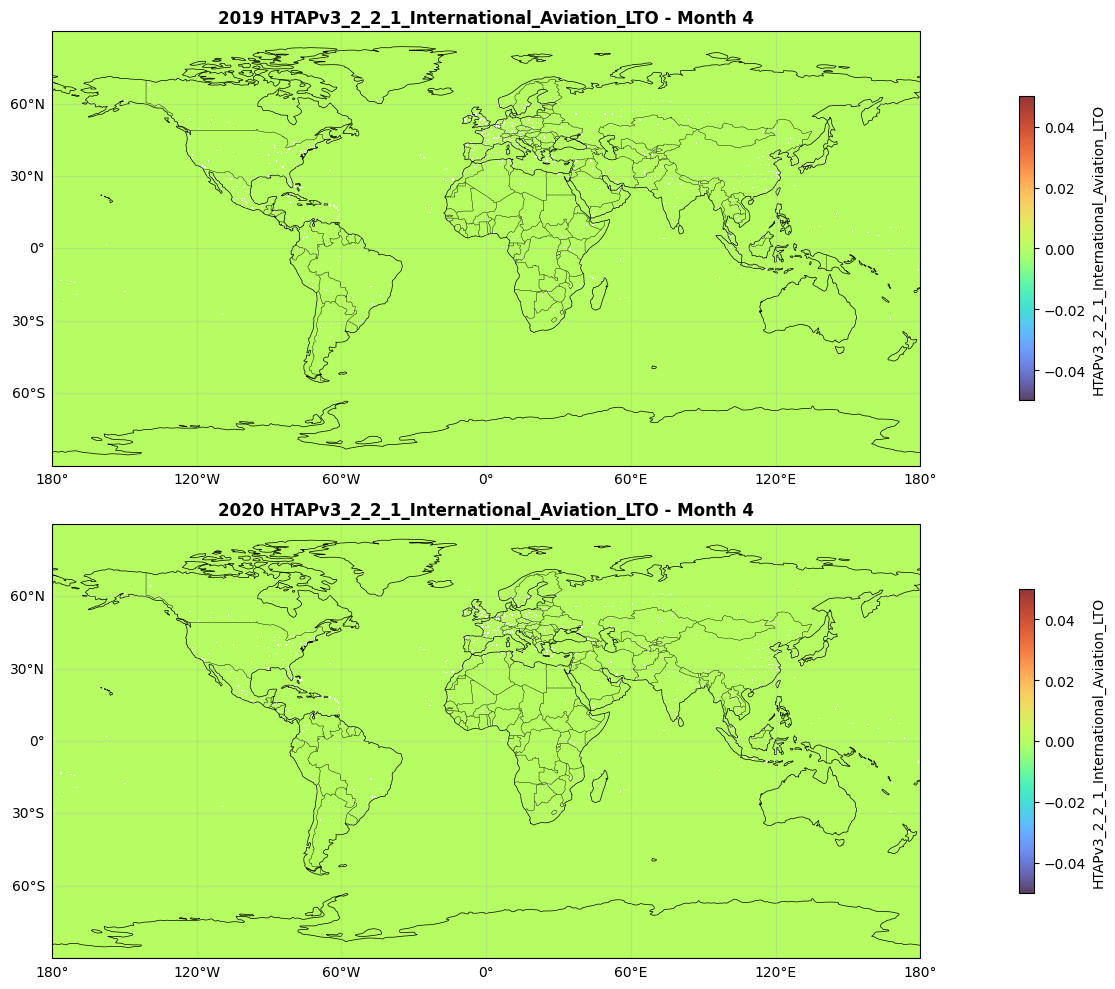 2019 HTAPv3_2_2_1_International_Aviation_LTO - Month 4
60°N
30°N
0°
30°S
60°S
180°
120°W
60°W
0°
60°E
120°E
180°
0.04
0.02
0.00
−0.02
−0.04
HTAPv3_2_2_1_International_Aviation_LTO
2020 HTAPv3_2_2_1_International_Aviation_LTO - Month 4
60°N
30°N
0°
30°S
60°S
180°
120°W
60°W
0°
60°E
120°E
180°
0.04
0.02
0.00
−0.02
−0.04
HTAPv3_2_2_1_International_Aviation_LTO